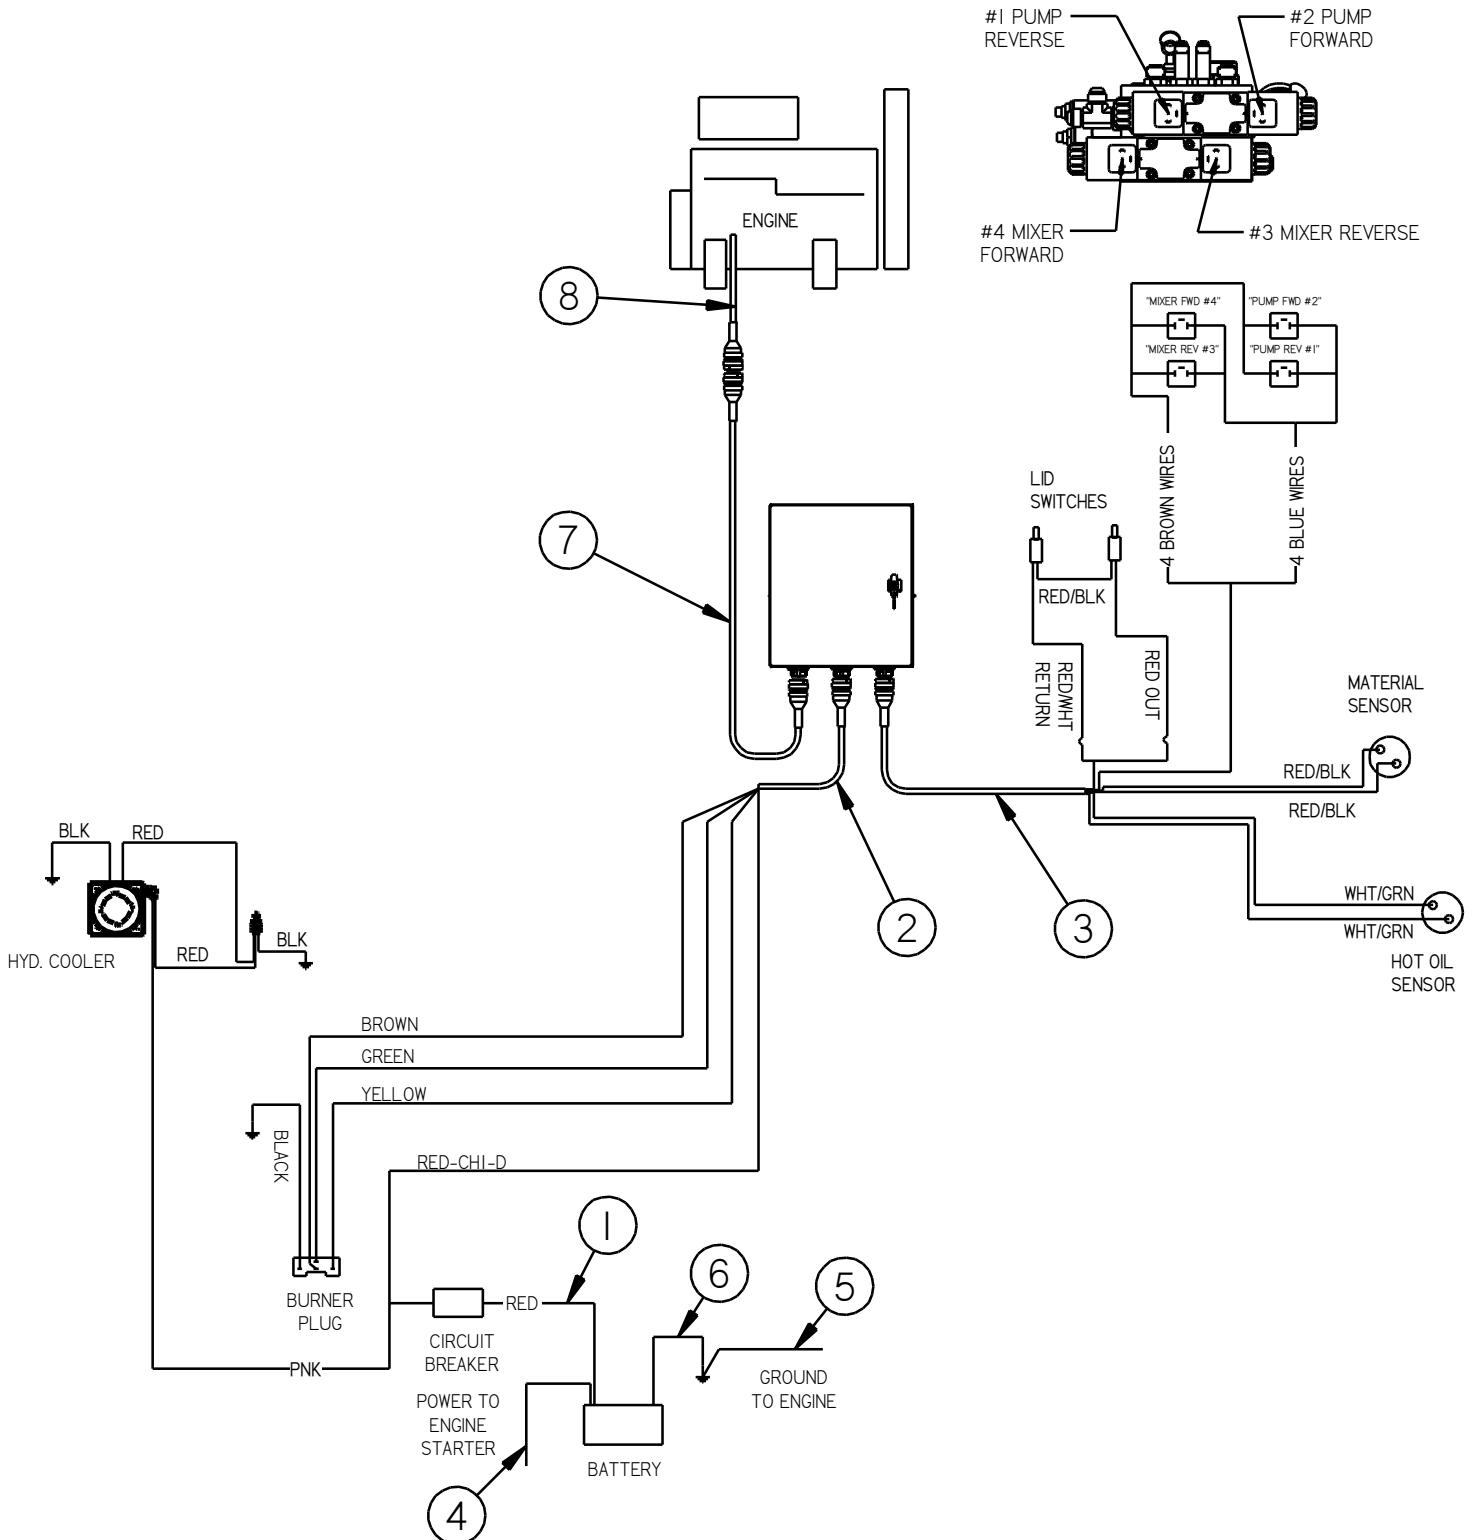 #1 PUMP
REVERSE
#2 PUMP
FORWARD
#4 MIXER
FORWARD
#3 MIXER REVERSE
ENGINE
8
"MIXER FWD #4"
"PUMP FWD #2"
"MIXER REV #3"
"PUMP REV #1"
4 BROWN WIRES
4 BLUE WIRES
LID
SWITCHES
RED/BLK
RED/WHT
RETURN
RED OUT
7
MATERIAL
SENSOR
RED/BLK
RED/BLK
2
3
WHT/GRN
WHT/GRN
HOT OIL
SENSOR
BLK
RED
HYD. COOLER
RED
BLK
BROWN
GREEN
YELLOW
BLACK
RED-CH1-D
BURNER
PLUG
1
RED
CIRCUIT
BREAKER
6
5
PNK
POWER TO
ENGINE
STARTER
GROUND
TO ENGINE
BATTERY
4